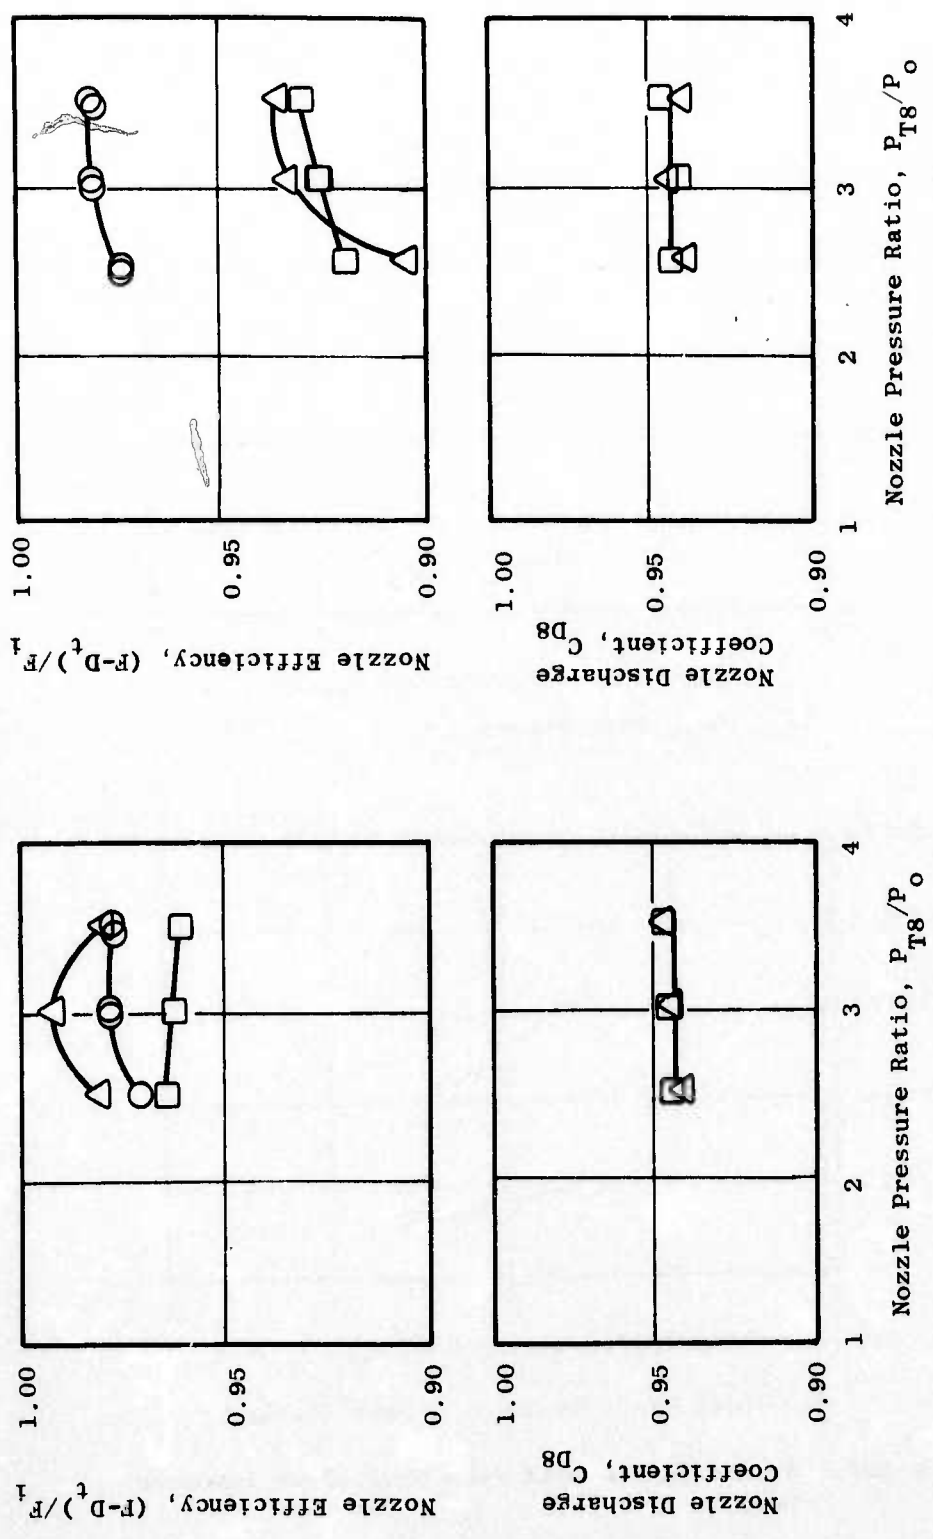 Nozzle Efficiency, (F-Dt)/Fi
1.00
0.95
0.90
Nozzle Discharge
Coefficient, CD8
1.00
0.95
0.90
1 2 3 4
Nozzle Pressure Ratio, PT8/Po
Nozzle Efficiency, (F-Dt)/Fi
1.00
0.95
0.90
Nozzle Discharge
Coefficient, CD8
1.00
0.95
0.90
1 2 3 4
Nozzle Pressure Ratio, PT8/Po